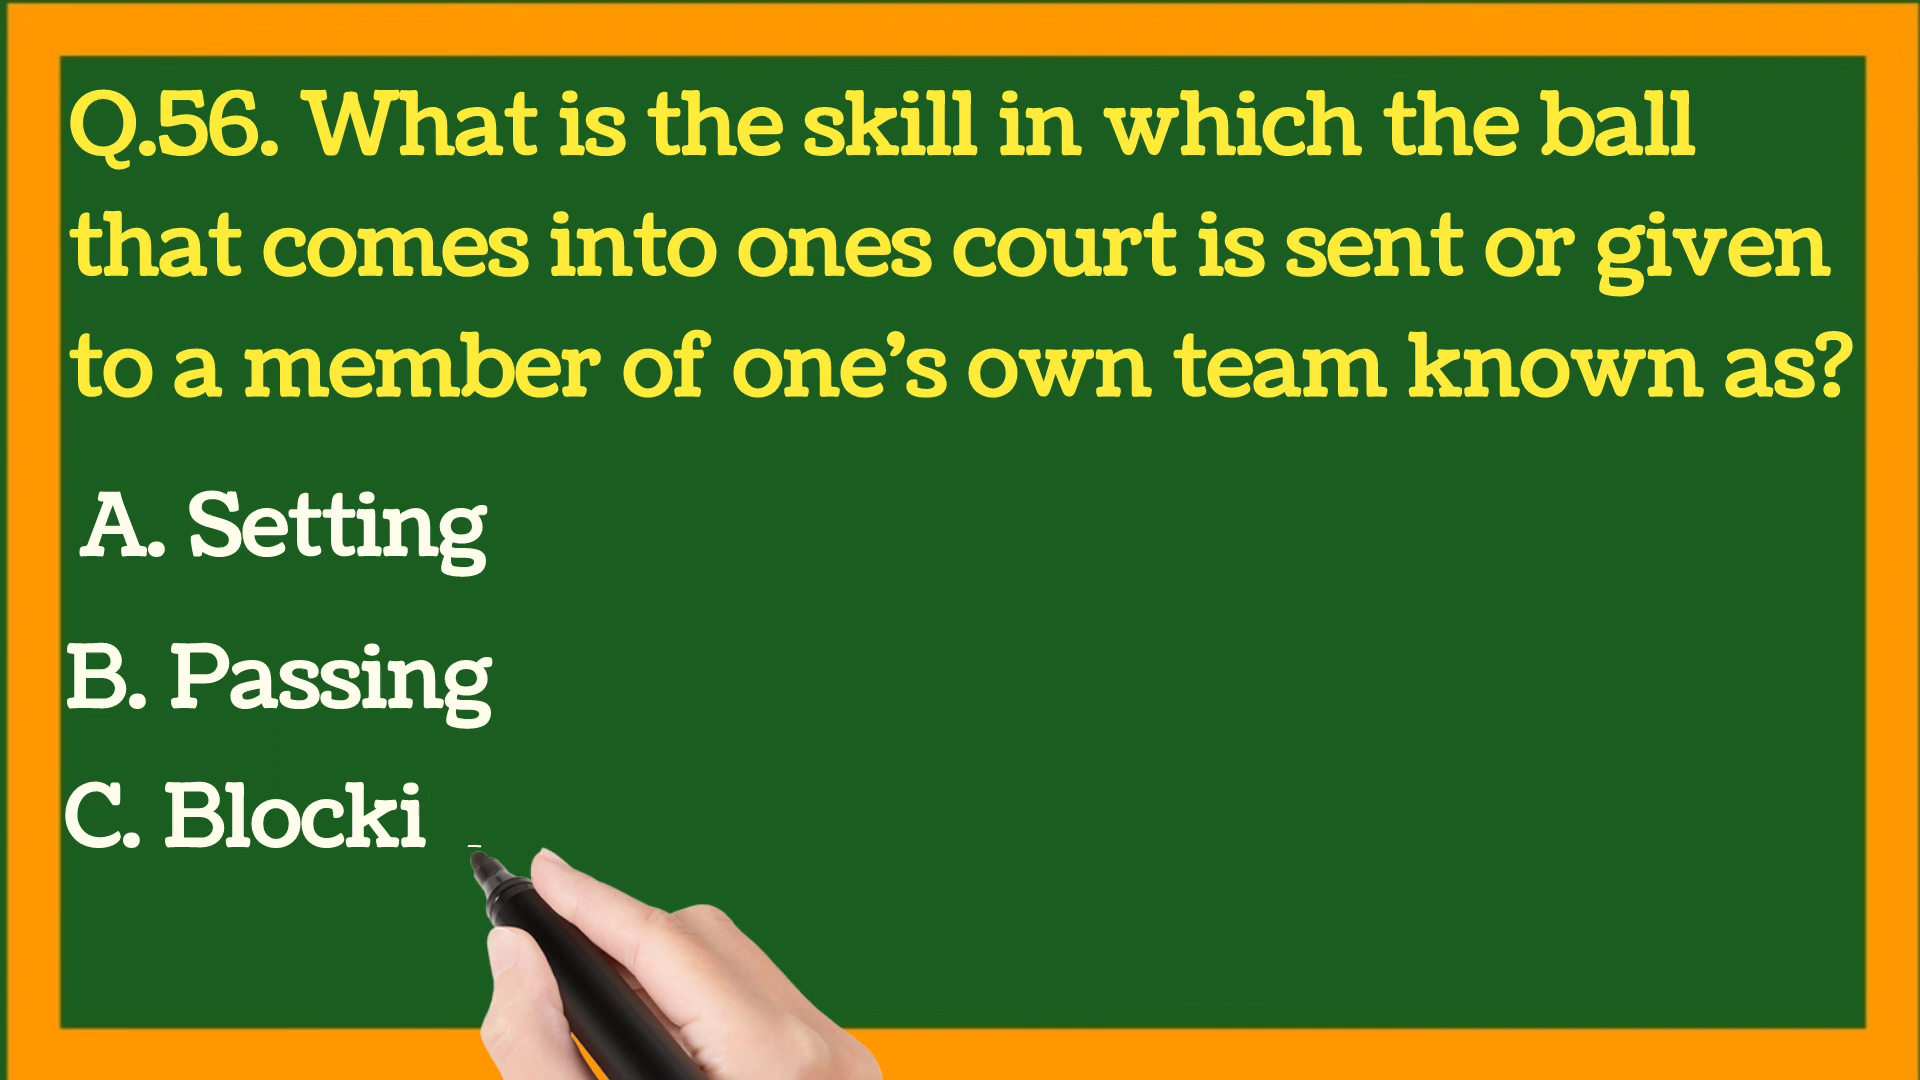 Q.56. What is the skill in which the ball
that comes into ones court is sent or given
to a member of one’s own team known as?
A. Setting
B. Passing
C. Blocki